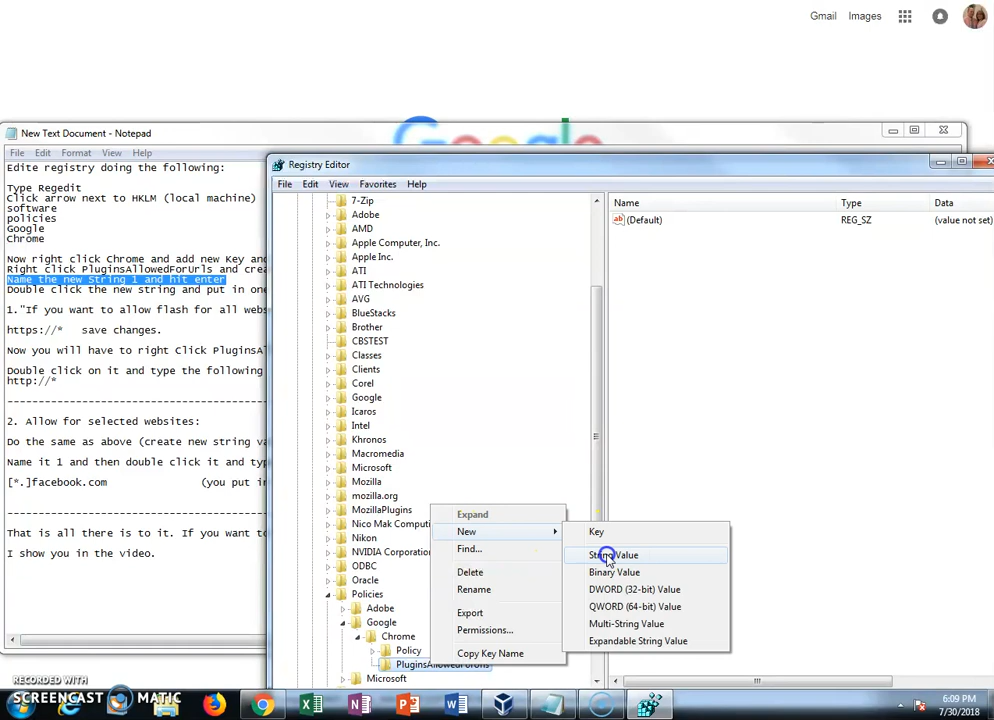 Gmail
Images
Google
New Text Document - Notepad
File Edit Format View Help
Edite registry doing the following:
Type Regedit
Click arrow next to HKLM (local machine)
software
policies
Google
Chrome
Now right click Chrome and add new Key and
Right click PluginsAllowedForUrls and crea
Name the new String 1 and hit enter
Double click the new string and put in one
1."If you want to allow flash for all webs
https://* save changes.
Now you will have to right Click PluginsAl
Double click on it and type the following
http://*
2. Allow for selected websites:
Do the same as above (create new string va
Name it 1 and then double click it and typ
[*.]facebook.com (you put in
That is all there is to it. If you want to
I show you in the video.
Registry Editor
File Edit View Favorites Help
7-Zip
Adobe
AMD
Apple Computer, Inc.
Apple Inc.
ATI
ATI Technologies
AVG
BlueStacks
Brother
CBSTEST
Classes
Clients
Corel
Google
Icaros
Intel
Khronos
Macromedia
Microsoft
Mozilla
mozilla.org
MozillaPlugins
Nico Mak Computi
Nikon
NVIDIA Corporation
ODBC
Oracle
Policies
Adobe
Google
Chrome
Policy
PluginsAllowedForUrls
Microsoft
Name Type Data
ab (Default) REG_SZ (value not set)
Expand
New
Find...
Delete
Rename
Export
Permissions...
Copy Key Name
Key
String Value
Binary Value
DWORD (32-bit) Value
QWORD (64-bit) Value
Multi-String Value
Expandable String Value
RECORDED WITH
SCREENCAST MATIC
6:09 PM
7/30/2018